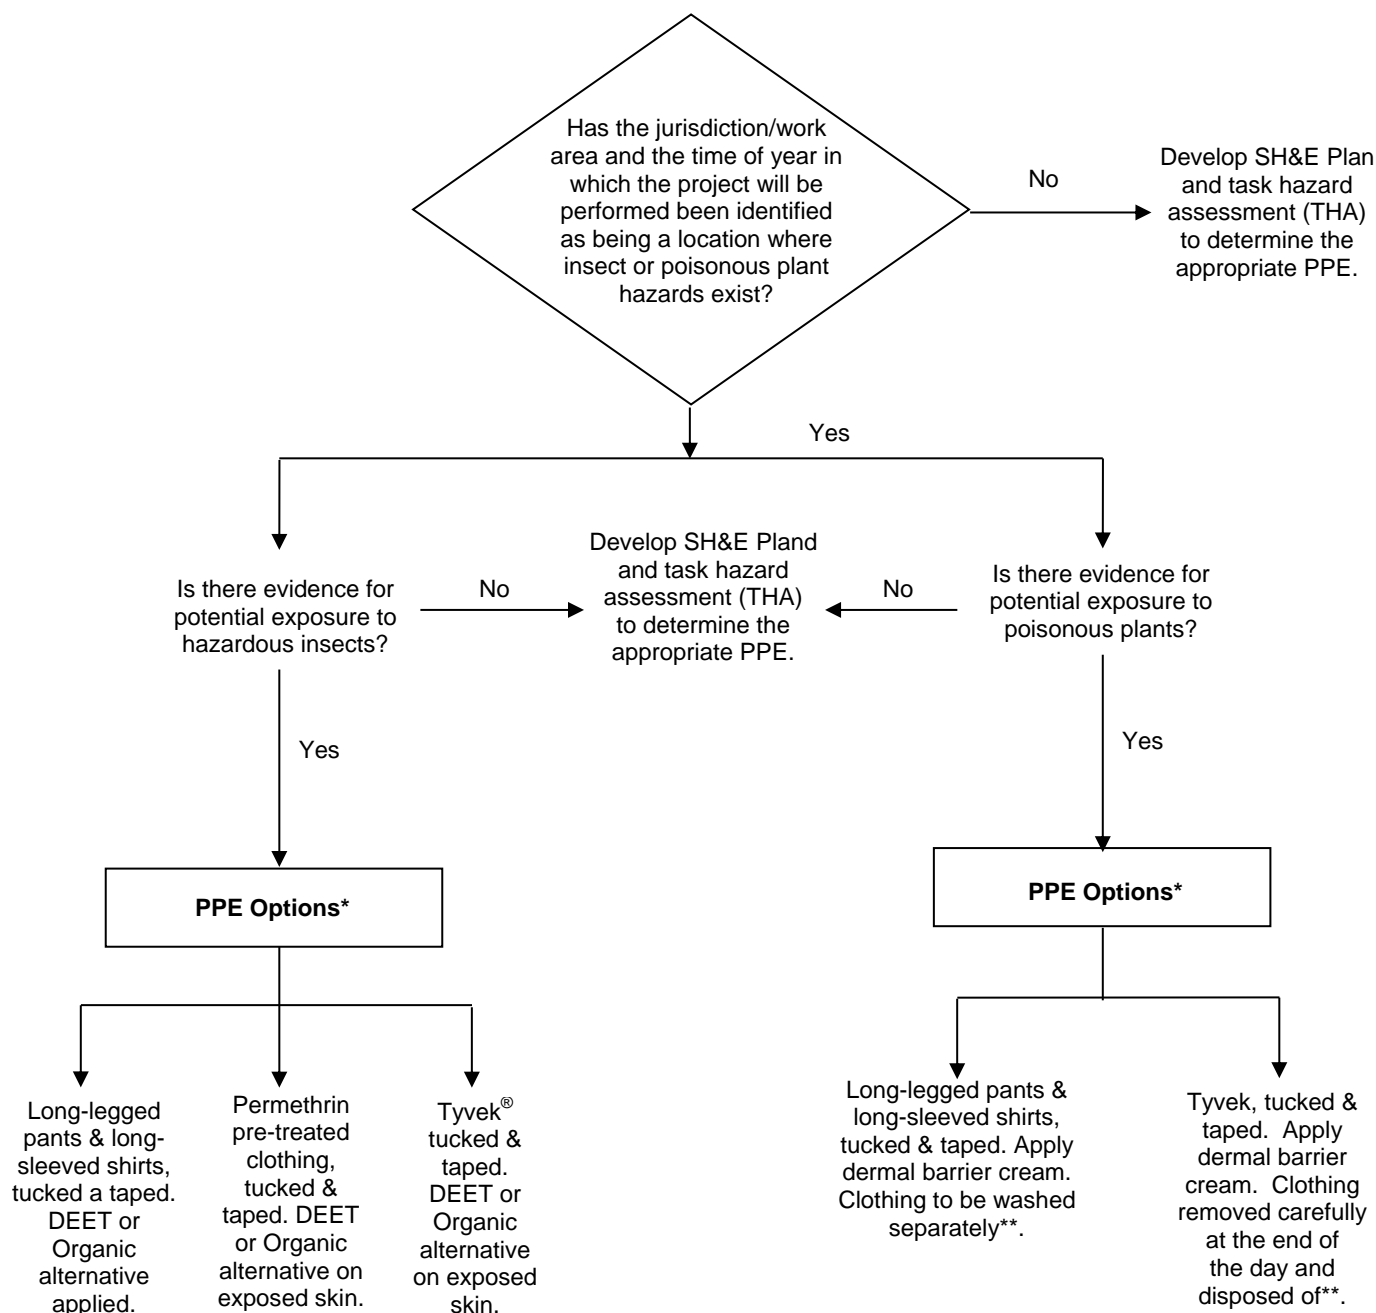 Has the jurisdiction/work
area and the time of year in
which the project will be
performed been identified
as being a location where
insect or poisonous plant
hazards exist?
No
Develop SH&E Plan
and task hazard
assessment (THA)
to determine the
appropriate PPE.
Yes
Is there evidence for
potential exposure to
hazardous insects?
No
Develop SH&E Pland
and task hazard
assessment (THA)
to determine the
appropriate PPE.
No
Is there evidence for
potential exposure to
poisonous plants?
Yes
Yes
PPE Options*
PPE Options*
Long-legged
pants & long-
sleeved shirts,
tucked a taped.
DEET or
Organic
alternative
applied.
Permethrin
pre-treated
clothing,
tucked &
taped. DEET
or Organic
alternative on
exposed skin.
Tyvek®
tucked &
taped.
DEET or
Organic
alternative
on exposed
skin.
Long-legged pants &
long-sleeved shirts,
tucked & taped. Apply
dermal barrier cream.
Clothing to be washed
separately**.
Tyvek, tucked &
taped.  Apply
dermal barrier
cream.  Clothing
removed carefully
at the end of
the day and
disposed of**.